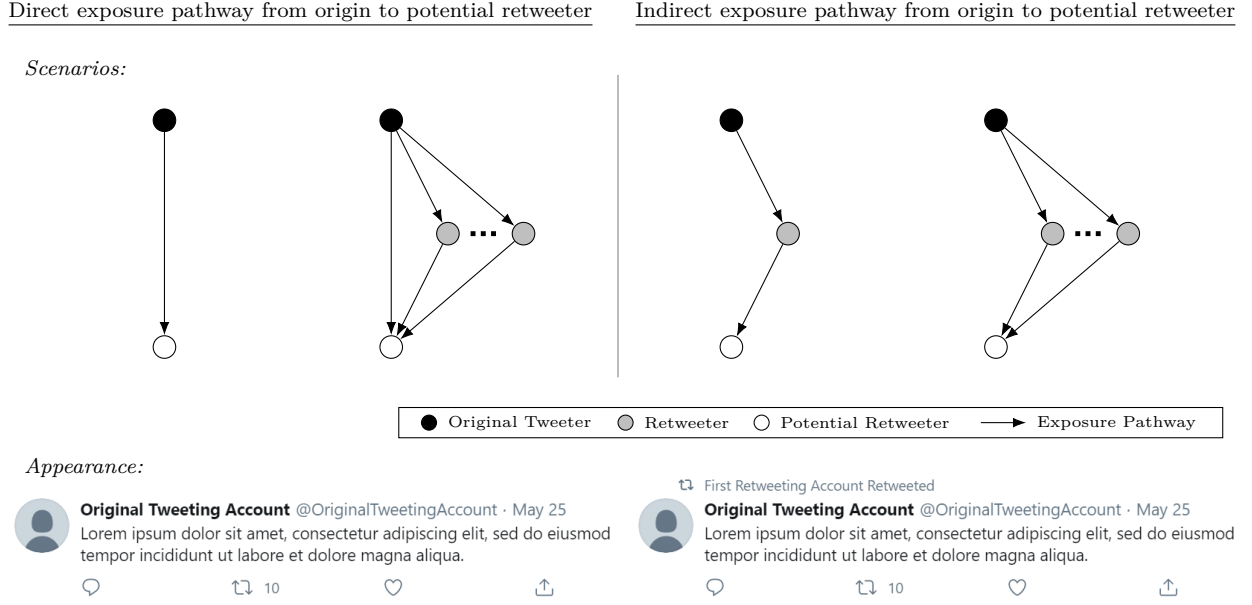 Direct exposure pathway from origin to potential retweeter
Indirect exposure pathway from origin to potential retweeter
Scenarios:
Original Tweeter
Retweeter
Potential Retweeter
Exposure Pathway
Appearance:
Original Tweeting Account @OriginalTweetingAccount · May 25
Lorem ipsum dolor sit amet, consectetur adipiscing elit, sed do eiusmod
tempor incididunt ut labore et dolore magna aliqua.
10
First Retweeting Account Retweeted
Original Tweeting Account @OriginalTweetingAccount · May 25
Lorem ipsum dolor sit amet, consectetur adipiscing elit, sed do eiusmod
tempor incididunt ut labore et dolore magna aliqua.
10